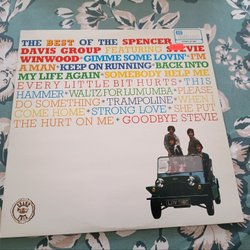 THE BEST OF THE SPENCER
DAVIS GROUP FEATURING STEVIE
WINWOOD • GIMME SOME LOVIN' • I'M
A MAN • KEEP ON RUNNING • BACK INTO
MY LIFE AGAIN • SOMEBODY HELP ME
EVERY LITTLE BIT HURTS • THIS
HAMMER • WALTZ FOR LUMUMBA • PLEASE
DO SOMETHING • TRAMPOLINE • WHEN I
COME HOME • STRONG LOVE • SHE PUT
THE HURT ON ME • GOODBYE STEVIE